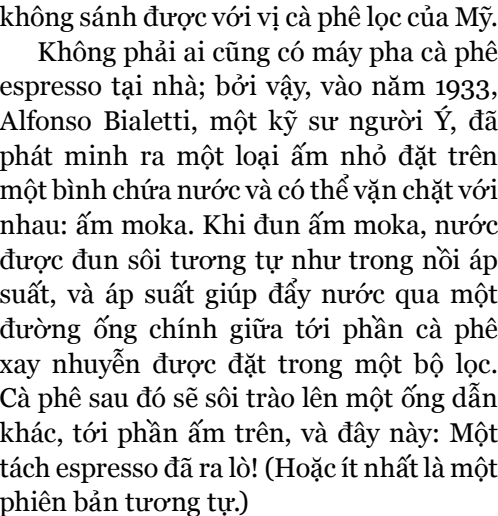 không sánh được với vị cà phê lọc của Mỹ.
Không phải ai cũng có máy pha cà phê
espresso tại nhà; bởi vậy, vào năm 1933,
Alfonso Bialetti, một kỹ sư người Ý, đã
phát minh ra một loại ấm nhỏ đặt trên
một bình chứa nước và có thể vặn chặt với
nhau: ấm moka. Khi đun ấm moka, nước
được đun sôi tương tự như trong nồi áp
suất, và áp suất giúp đẩy nước qua một
đường ống chính giữa tới phần cà phê
xay nhuyễn được đặt trong một bộ lọc.
Cà phê sau đó sẽ sôi trào lên một ống dẫn
khác, tới phần ấm trên, và đây này: Một
tách espresso đã ra lò! (Hoặc ít nhất là một
phiên bản tương tự.)